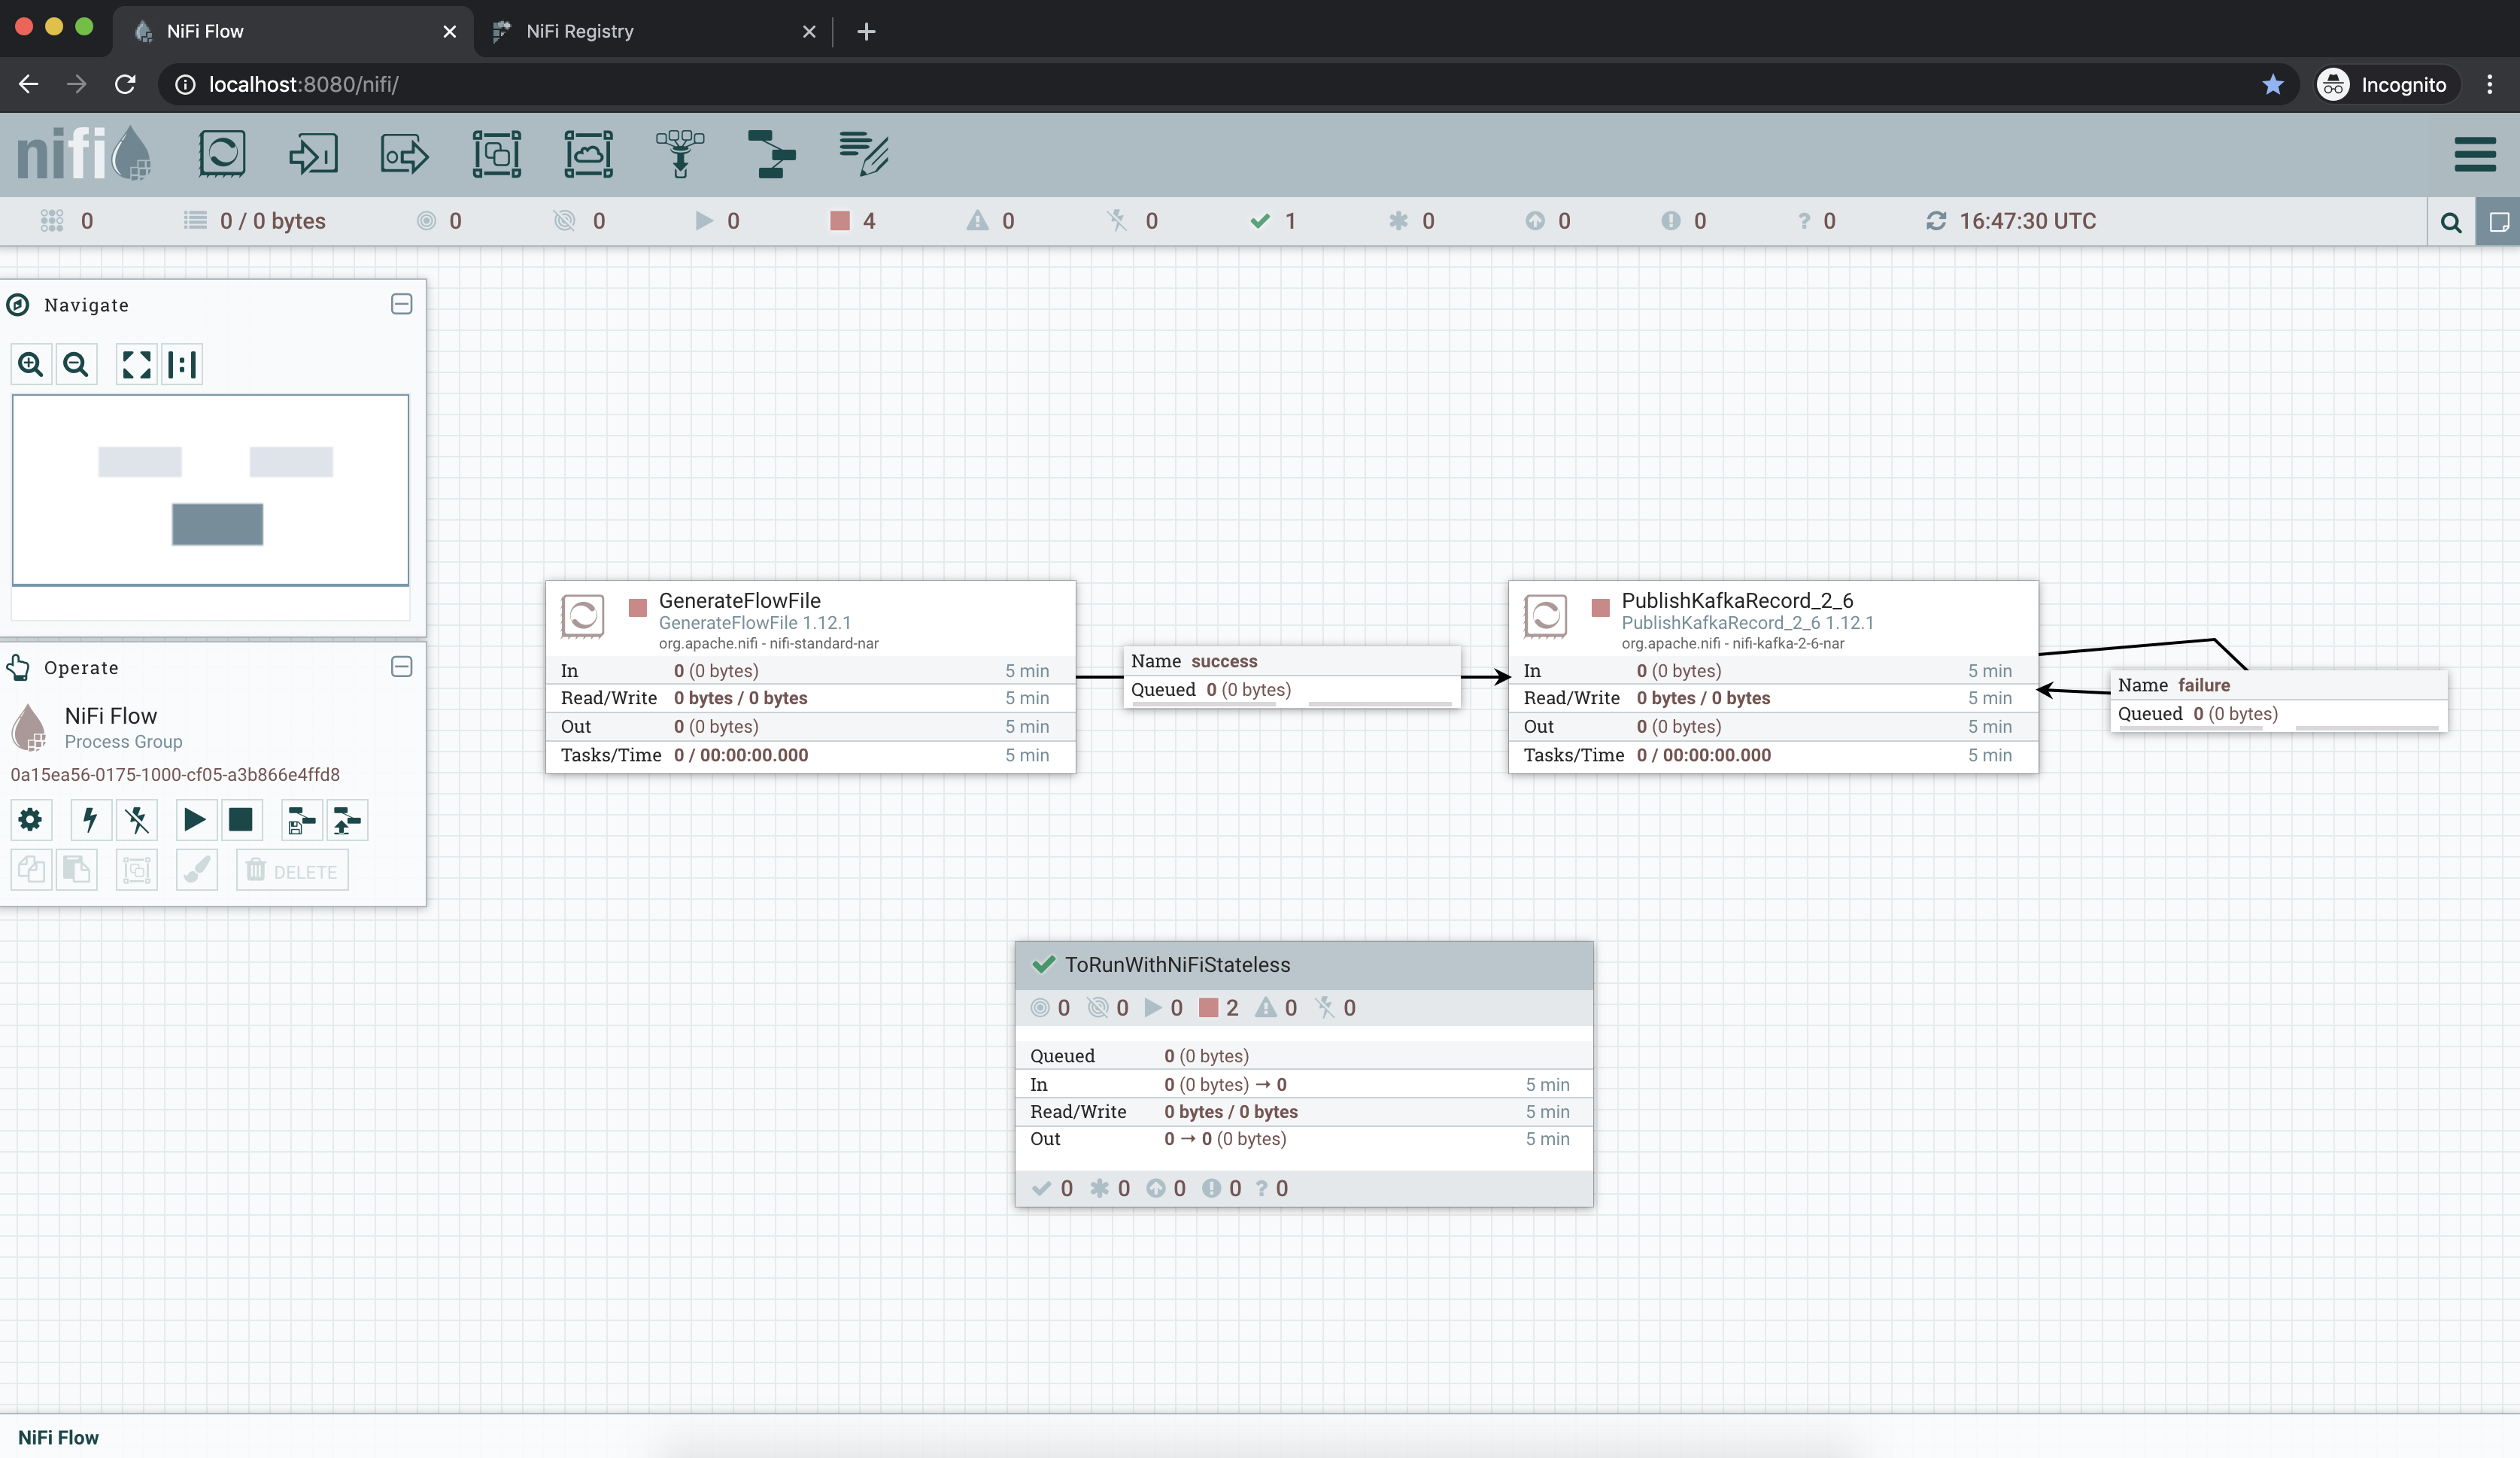 NiFi Flow
NiFi Registry
localhost:8080/nifi/
Incognito
nifi
0
0 / 0 bytes
0
0
0
4
0
0
1
0
0
0
? 0
16:47:30 UTC
Navigate
Operate
NiFi Flow
Process Group
0a15ea56-0175-1000-cf05-a3b866e4ffd8
DELETE
GenerateFlowFile
GenerateFlowFile 1.12.1
org.apache.nifi - nifi-standard-nar
In 0 (0 bytes) 5 min
Read/Write 0 bytes / 0 bytes 5 min
Out 0 (0 bytes) 5 min
Tasks/Time 0 / 00:00:00.000 5 min
Name success
Queued 0 (0 bytes)
PublishKafkaRecord_2_6
PublishKafkaRecord_2_6 1.12.1
org.apache.nifi - nifi-kafka-2-6-nar
In 0 (0 bytes) 5 min
Read/Write 0 bytes / 0 bytes 5 min
Out 0 (0 bytes) 5 min
Tasks/Time 0 / 00:00:00.000 5 min
Name failure
Queued 0 (0 bytes)
ToRunWithNiFiStateless
0 0 0 2 0 0
Queued 0 (0 bytes)
In 0 (0 bytes) → 0 5 min
Read/Write 0 bytes / 0 bytes 5 min
Out 0 → 0 (0 bytes) 5 min
0 0 0 0 ? 0
NiFi Flow